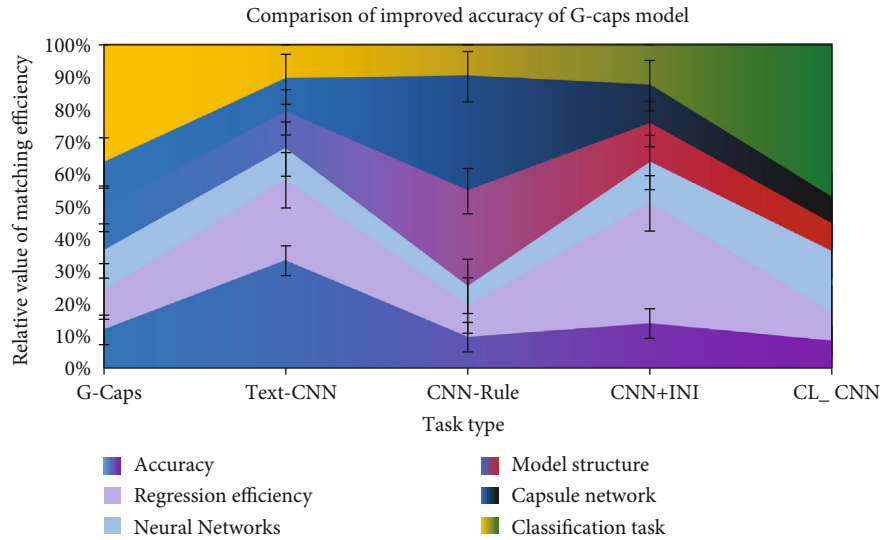 Comparison of improved accuracy of G-caps model
Relative value of matching efficiency
100%
90%
80%
70%
60%
50%
40%
30%
20%
10%
0%
G-Caps Text-CNN CNN-Rule CNN+INI CL_ CNN
Task type
Accuracy Model structure
Regression efficiency Capsule network
Neural Networks Classification task